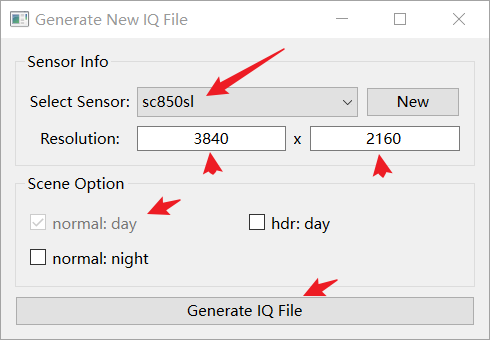 Generate New IQ File
Sensor Info
Select Sensor: sc850sl New
Resolution: 3840 x 2160
Scene Option
normal: day hdr: day
normal: night
Generate IQ File